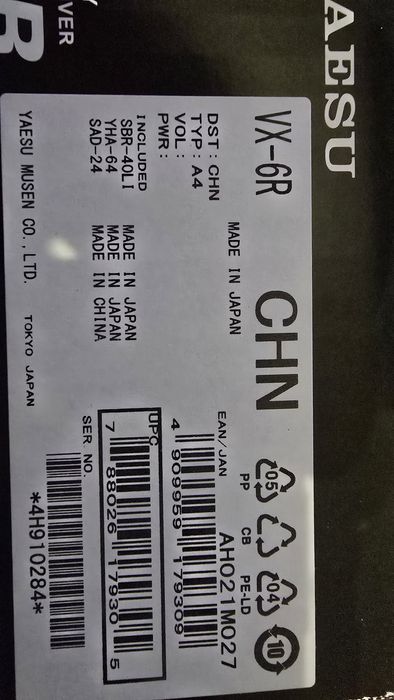 YAESU
VER
R
VX-6R CHN
MADE IN JAPAN
05 04 10
PP CB PE-LD
DST : CHN
TYP : A4
VOL :
PWR :
AH021M027
EAN/JAN
4 909959 179309
INCLUDED
SBR-40LI MADE IN JAPAN
YHA-64 MADE IN JAPAN
SAD-24 MADE IN CHINA
UPC
7 88026 17930 5
SER NO.
*4H910284*
YAESU MUSEN CO., LTD. TOKYO JAPAN